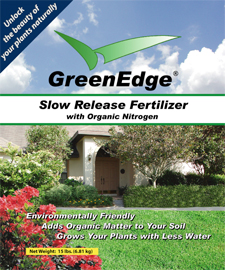 Unlock
the beauty of
your plants naturally
GreenEdge®
Slow Release Fertilizer
with Organic Nitrogen
Environmentally Friendly
Adds Organic Matter to Your Soil
Grows Your Plants with Less Water
Net Weight: 15 lbs. (6.81 kg)